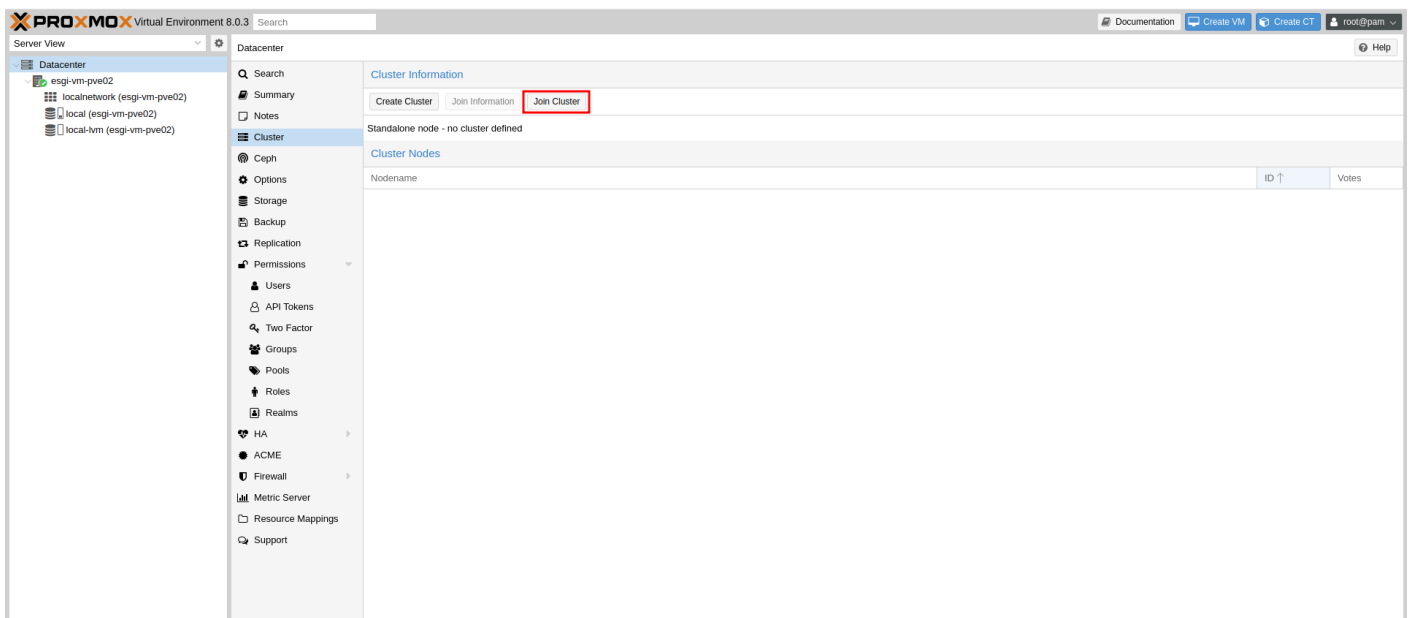 PROXMOX Virtual Environment 8.0.3 Search
Documentation
Create VM
Create CT
root@pam
Server View
Datacenter
esgi-vm-pve02
localnetwork (esgi-vm-pve02)
local (esgi-vm-pve02)
local-lvm (esgi-vm-pve02)
Datacenter
Help
Search
Summary
Notes
Cluster
Ceph
Options
Storage
Backup
Replication
Permissions
Users
API Tokens
Two Factor
Groups
Pools
Roles
Realms
HA
ACME
Firewall
Metric Server
Resource Mappings
Support
Cluster Information
Create Cluster
Join Information
Join Cluster
Standalone node - no cluster defined
Cluster Nodes
Nodename
ID
Votes